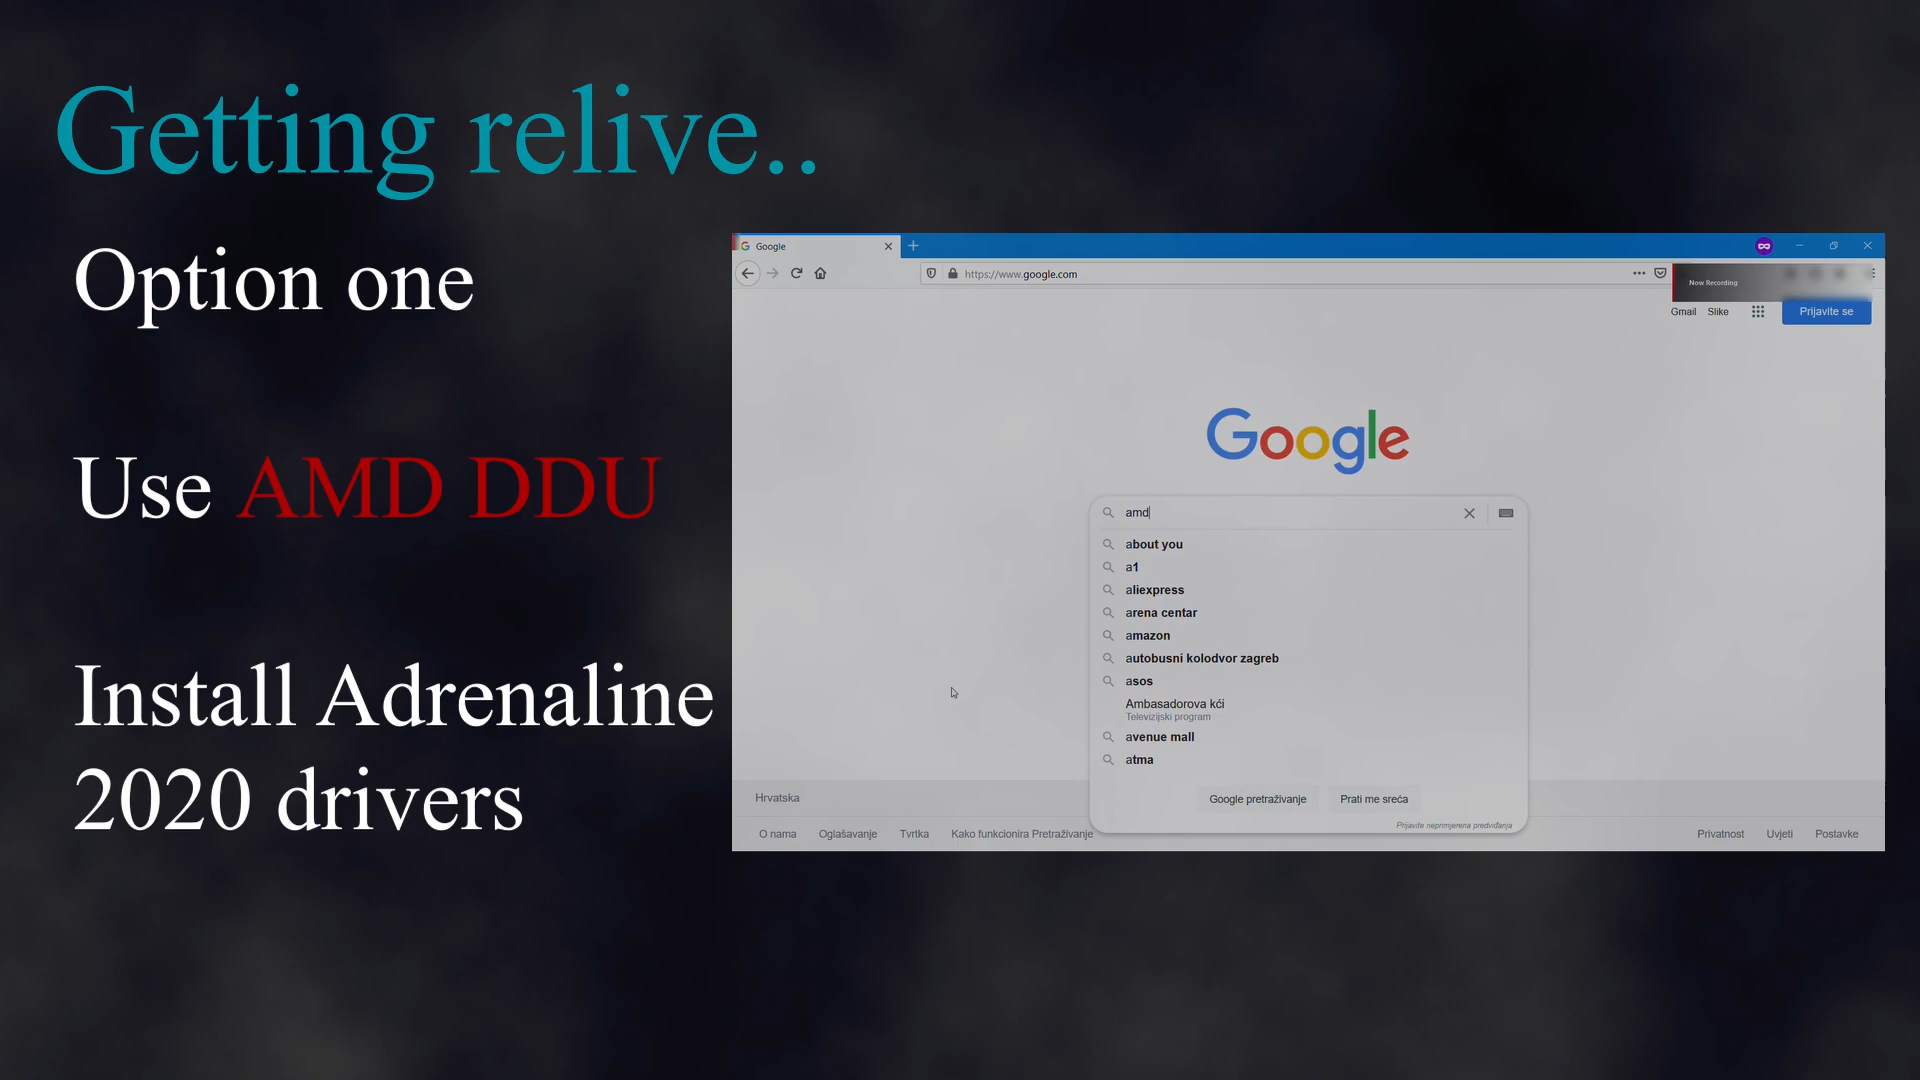 Getting relive..
Option one
Use AMD DDU
Install Adrenaline
2020 drivers
Google
https://www.google.com
Now Recording
Gmail Slike Prijavite se
Google
amd
about you
a1
aliexpress
arena centar
amazon
autobusni kolodvor zagreb
asos
Ambasadorova kći
Televizijski program
avenue mall
atma
Google pretraživanje Prati me sreća
Prijavite neprimjerena predviđanja
Hrvatska
O nama Oglašavanje Tvrtka Kako funkcionira Pretraživanje Privatnost Uvjeti Postavke